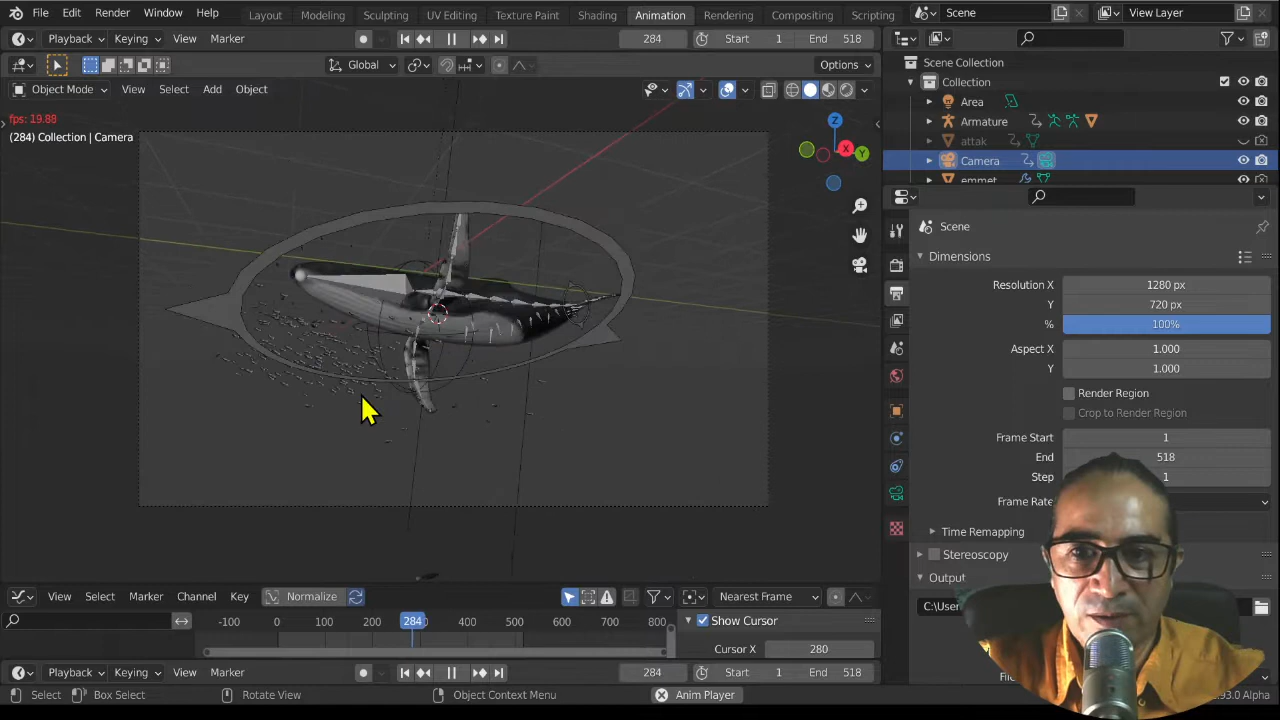 File Edit Render Window Help Layout Modeling Sculpting UV Editing Texture Paint Shading Animation Rendering Compositing Scripting Scene View Layer
Playback Keying View Marker 284 Start 1 End 518
Global Options
Object Mode View Select Add Object
fps: 19.88
(284) Collection | Camera
Z
X
Y
Scene Collection
Collection
Area
Armature
attak
Camera
emmet
Scene
Dimensions
Resolution X 1280 px
Y 720 px
% 100%
Aspect X 1.000
Y 1.000
Render Region
Crop to Render Region
Frame Start 1
End 518
Step 1
Frame Rate
Time Remapping
Stereoscopy
Output
C:\User
View Select Marker Channel Key Normalize Nearest Frame
-100 0 100 200 284 400 500 600 700 800
Show Cursor
Cursor X 280
Playback Keying View Marker 284 Start 1 End 518
Select Box Select Rotate View Object Context Menu Anim Player .93.0 Alpha